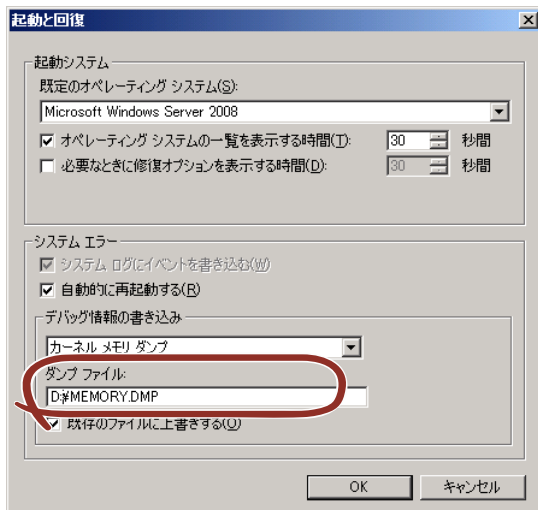 起動と回復
起動システム
既定のオペレーティング システム(S):
Microsoft Windows Server 2008
オペレーティング システムの一覧を表示する時間(T): 30 秒間
必要なときに修復オプションを表示する時間(D): 30 秒間
システム エラー
システム ログにイベントを書き込む(W)
自動的に再起動する(R)
デバッグ情報の書き込み
カーネル メモリ ダンプ
ダンプ ファイル:
D:¥MEMORY.DMP
既存のファイルに上書きする(O)
OK キャンセル